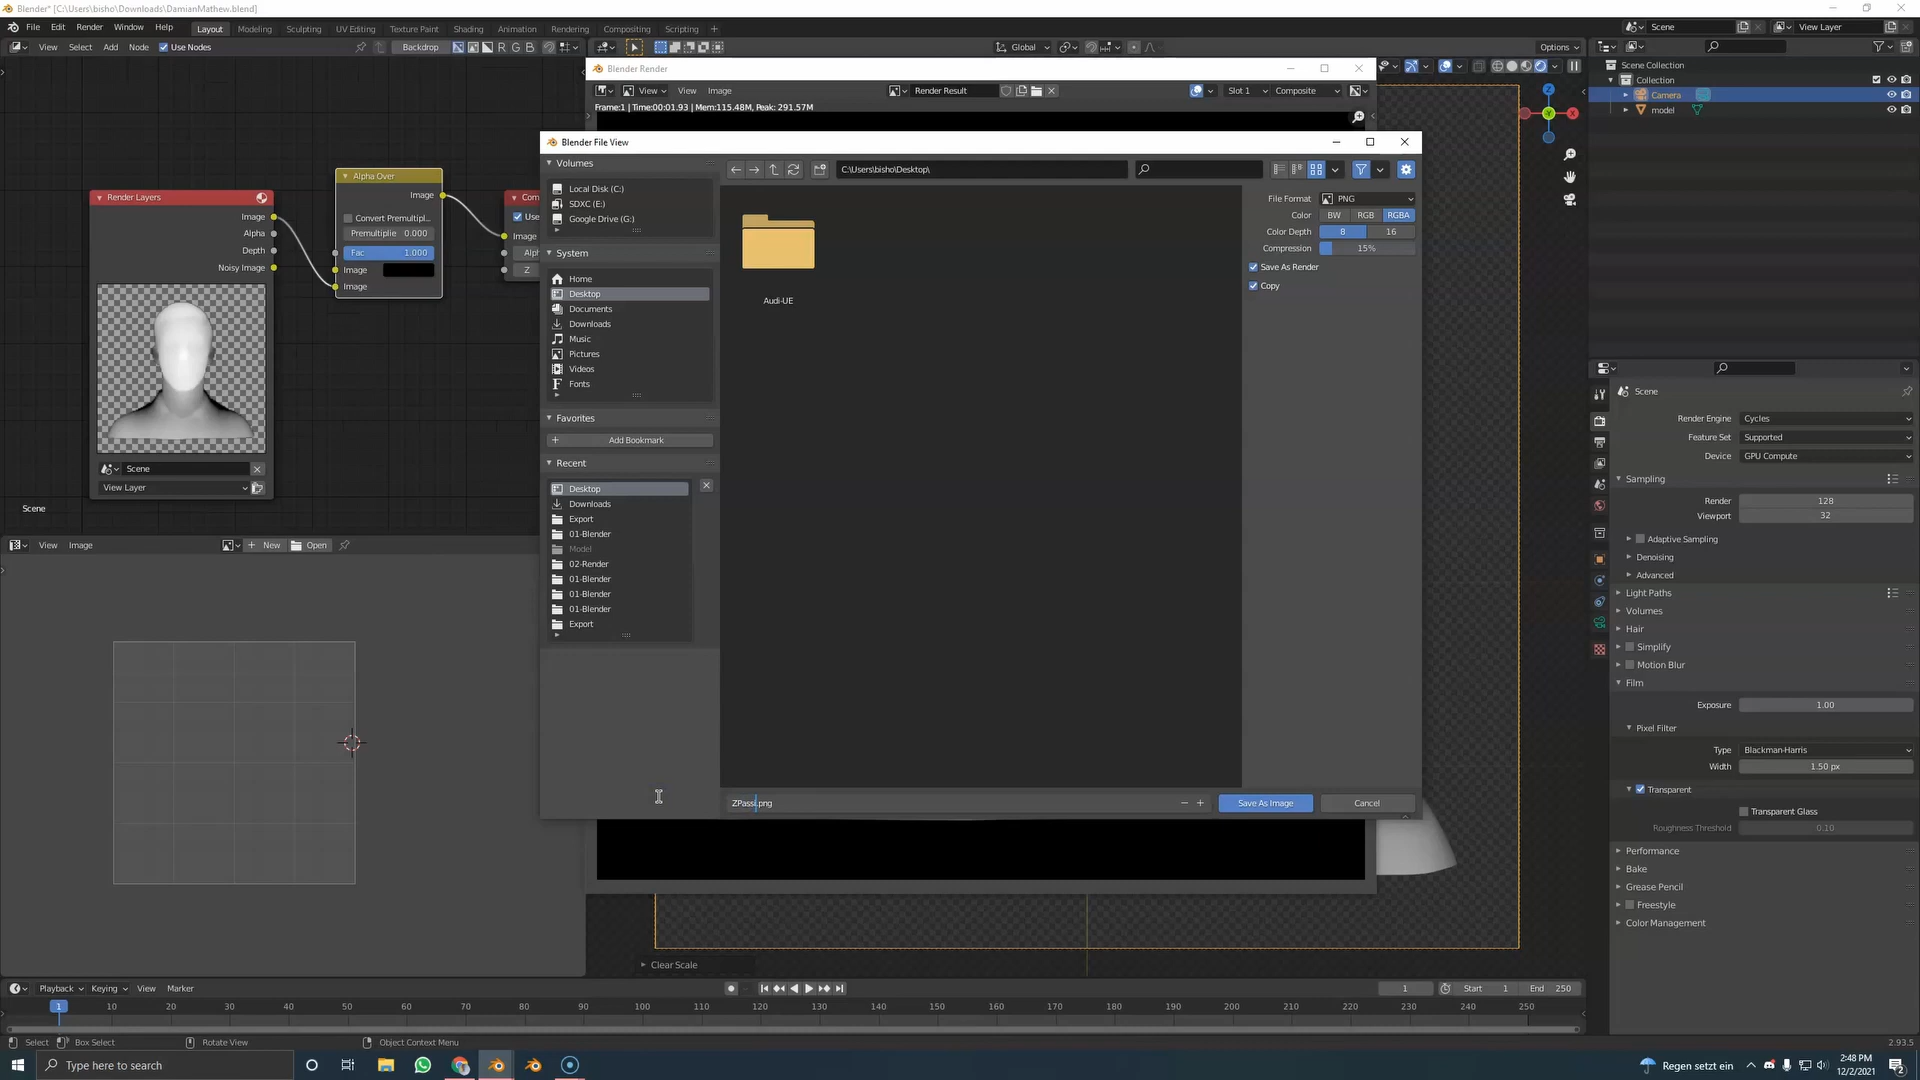 Blender* [C:\Users\bisho\Downloads\DamianMathew.blend]
File Edit Render Window Help Layout Modeling Sculpting UV Editing Texture Paint Shading Animation Rendering Compositing Scripting + Scene View Layer
View Select Add Node Use Nodes Backdrop R G B Global Options
Blender Render
View View Image Render Result Slot 1 Composite
Frame:1 | Time:00:01.93 | Mem:115.48M, Peak: 291.57M
Scene Collection
Collection
Camera
model
Blender File View
C:\Users\bisho\Desktop\
Volumes
Local Disk (C:)
SDXC (E:)
Google Drive (G:)
System
Home
Desktop
Documents
Downloads
Music
Pictures
Videos
Fonts
Favorites
Add Bookmark
Recent
Desktop
Downloads
Export
01-Blender
Model
02-Render
01-Blender
01-Blender
01-Blender
Export
Audi-UE
File Format PNG
Color BW RGB RGBA
Color Depth 8 16
Compression 15%
Save As Render
Copy
Save As Image Cancel
Render Layers
Image
Alpha
Depth
Noisy Image
Scene
View Layer
Scene
Alpha Over
Image
Convert Premultipl...
Premultiplie 0.000
Fac 1.000
Image
Image
Com
Use
Image
Alph
Z
View Image New Open
Scene
Render Engine Cycles
Feature Set Supported
Device GPU Compute
Sampling
Render 128
Viewport 32
Adaptive Sampling
Denoising
Advanced
Light Paths
Volumes
Hair
Simplify
Motion Blur
Film
Exposure 1.00
Pixel Filter
Type Blackman-Harris
Width 1.50 px
Transparent
Transparent Glass
Roughness Threshold 0.10
Performance
Bake
Grease Pencil
Freestyle
Color Management
Clear Scale
Playback Keying View Marker 1 Start 1 End 250
1 10 20 30 40 50 60 70 80 90 100 110 120 130 140 150 160 170 180 190 200 210 220 230 240 250
Select Box Select Rotate View Object Context Menu 2.93.5
Type here to search Regen setzt ein 2:48 PM
12/2/2021
2